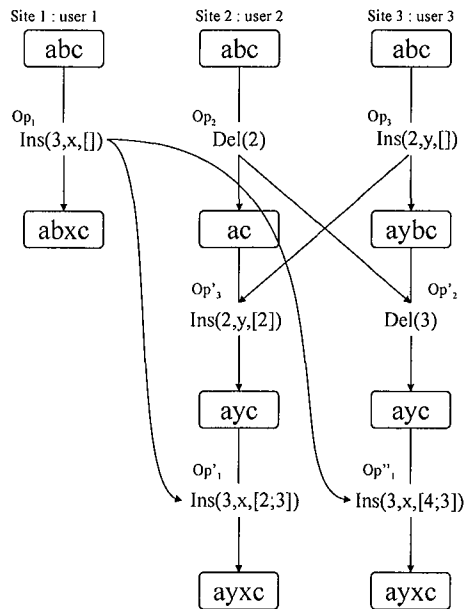 Site 1 : user 1 Site 2 : user 2 Site 3 : user 3
abc abc abc
Op₁ Op₂ Op₃
Ins(3,x,[]) Del(2) Ins(2,y,[])
abxc ac aybc
Op'₃ Op'₂
Ins(2,y,[2]) Del(3)
ayc ayc
Op'₁ Op''₁
Ins(3,x,[2;3]) Ins(3,x,[4;3])
ayxc ayxc